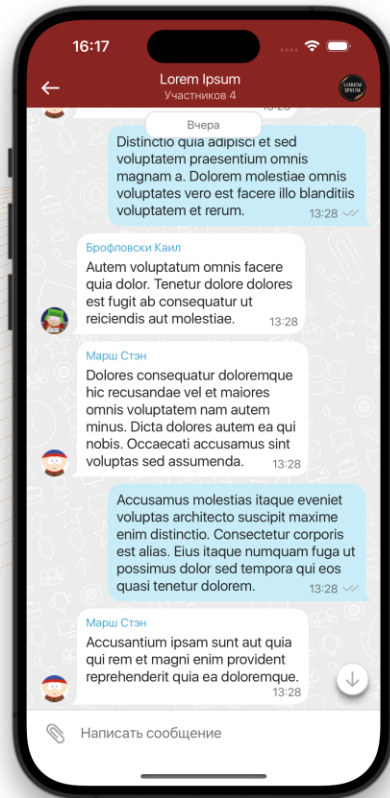 16:17
Lorem Ipsum
Участников 4
LOREM
IPSUM
13:28
Вчера
Distinctio quia adipisci et sed
voluptatem praesentium omnis
magnam a. Dolorem molestiae omnis
voluptates vero est facere illo blanditiis
voluptatem et rerum. 13:28
Брофловски Каил
Autem voluptatum omnis facere
quia dolor. Tenetur dolore dolores
est fugit ab consequatur ut
reiciendis aut molestiae. 13:28
Марш Стэн
Dolores consequatur doloremque
hic recusandae vel et maiores
omnis voluptatem nam autem
minus. Dicta dolores autem ea qui
nobis. Occaecati accusamus sint
voluptas sed assumenda. 13:28
Accusamus molestias itaque eveniet
voluptas architecto suscipit maxime
enim distinctio. Consectetur corporis
est alias. Eius itaque numquam fuga ut
possimus dolor sed tempora qui eos
quasi tenetur dolorem. 13:28
Марш Стэн
Accusantium ipsam sunt aut quia
qui rem et magni enim provident
reprehenderit quia ea doloremque.
13:28
Написать сообщение